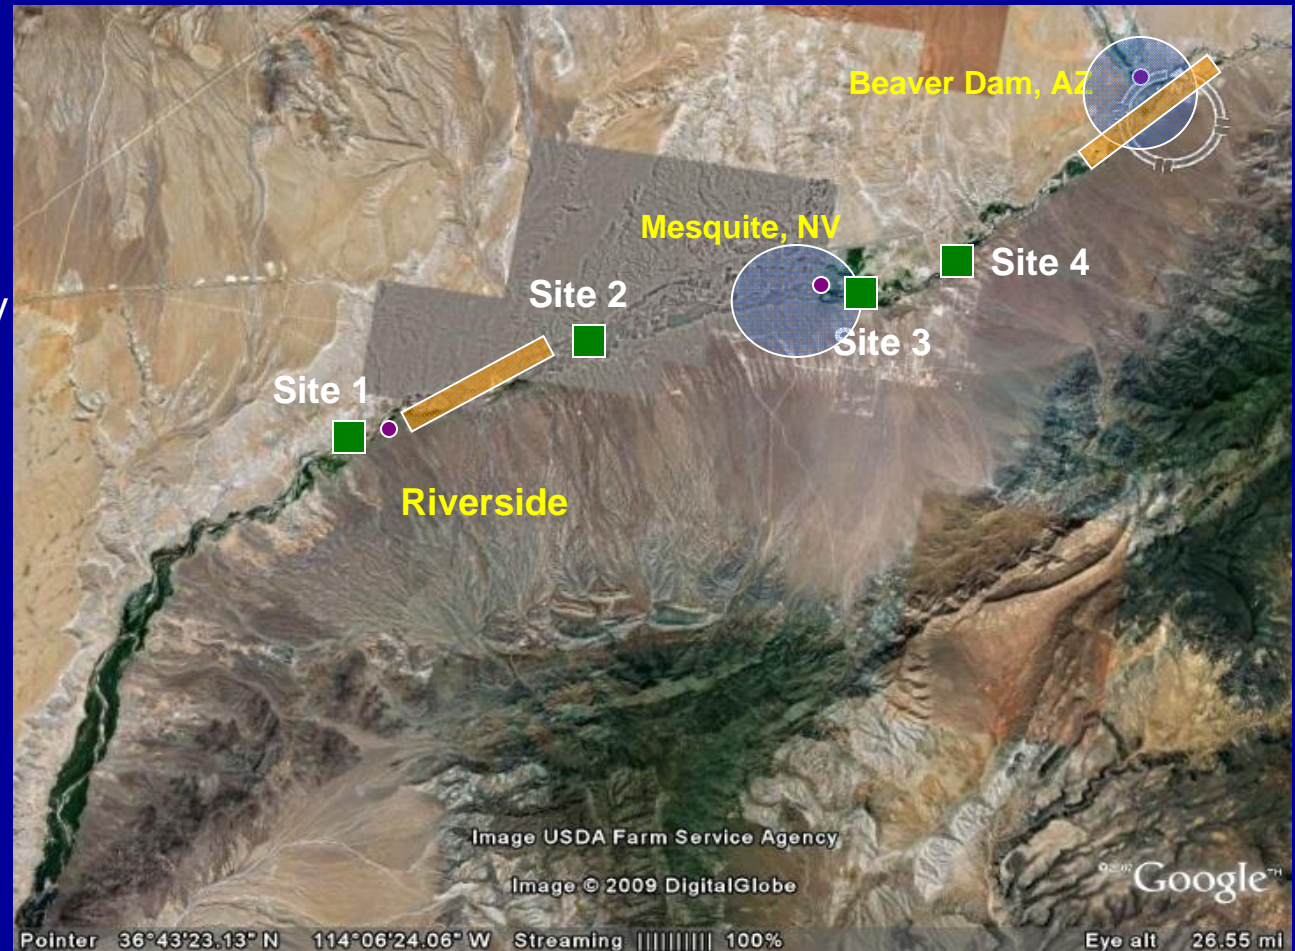 Beaver Dam, AZ
Mesquite, NV
Site 4
Site 2
Site 3
Site 1
Riverside
Image USDA Farm Service Agency
Image © 2009 DigitalGlobe
Google™
Pointer 36°43'23.13" N 114°06'24.06" W Streaming |||||||||| 100% Eye alt 26.55 mi